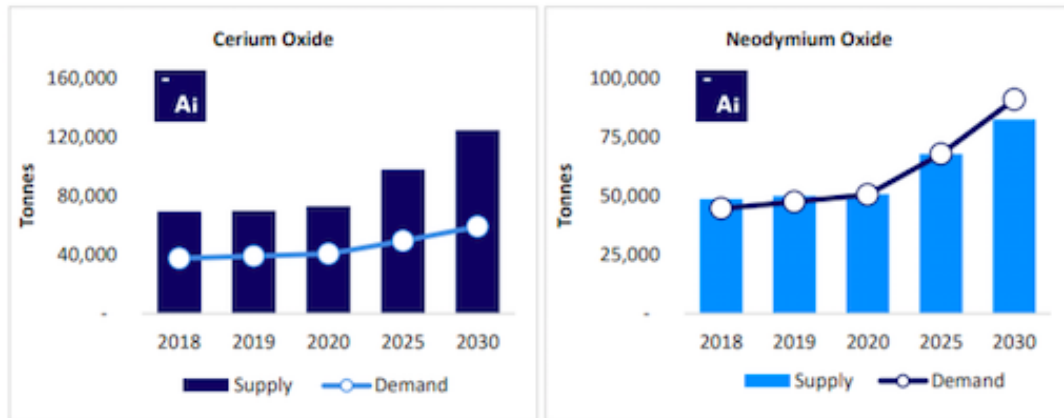 Cerium Oxide
Ai
Tonnes
160,000
120,000
80,000
40,000
-
2018 2019 2020 2025 2030
Supply Demand
Neodymium Oxide
Ai
Tonnes
100,000
75,000
50,000
25,000
-
2018 2019 2020 2025 2030
Supply Demand